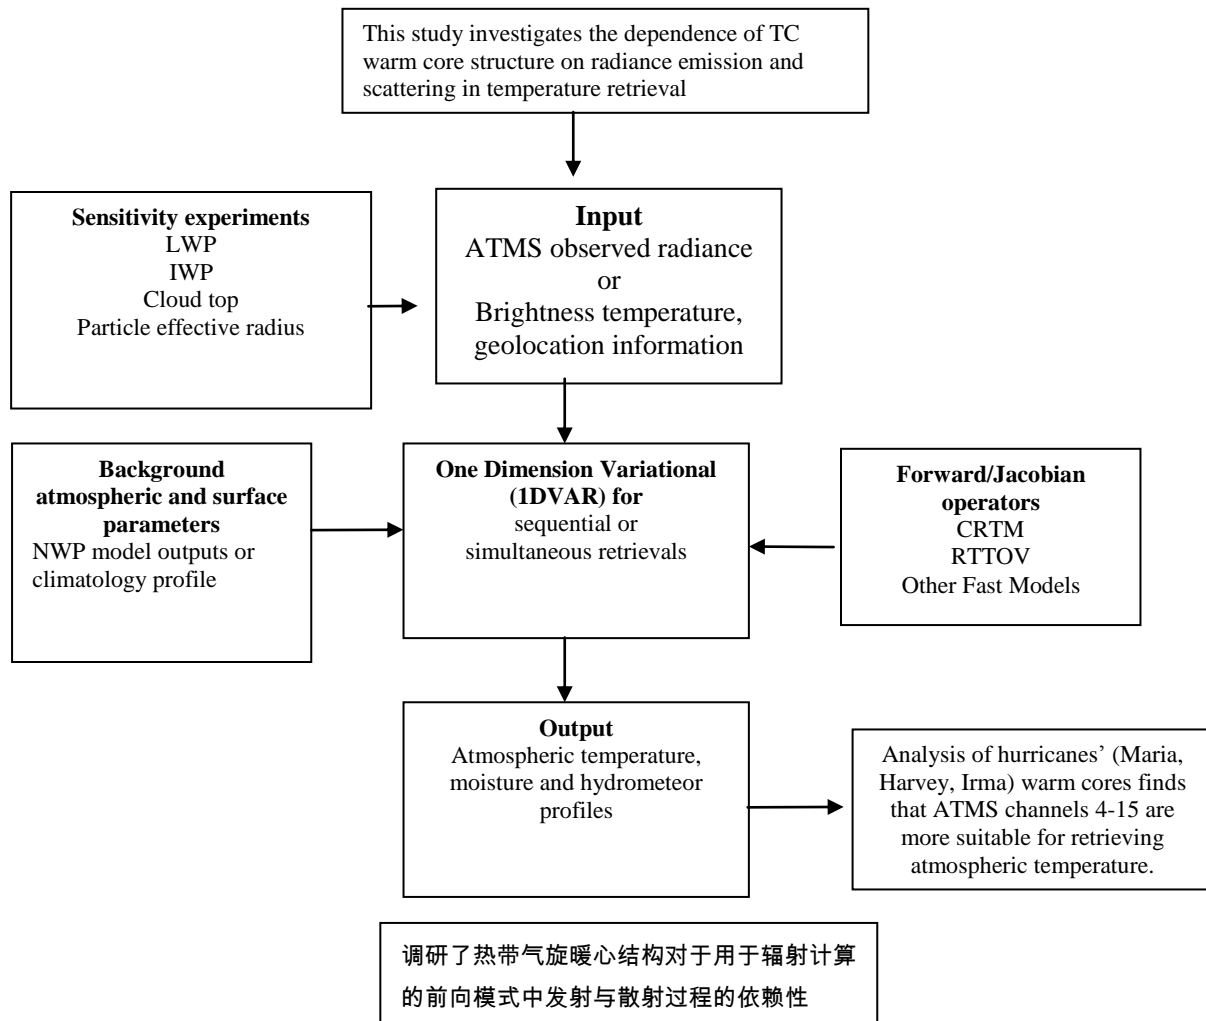 This study investigates the dependence of TC
warm core structure on radiance emission and
scattering in temperature retrieval
Sensitivity experiments
LWP
IWP
Cloud top
Particle effective radius
Input
ATMS observed radiance
or
Brightness temperature,
geolocation information
Background
atmospheric and surface
parameters
NWP model outputs or
climatology profile
One Dimension Variational
(1DVAR) for
sequential or
simultaneous retrievals
Forward/Jacobian
operators
CRTM
RTTOV
Other Fast Models
Output
Atmospheric temperature,
moisture and hydrometeor
profiles
Analysis of hurricanes’ (Maria,
Harvey, Irma) warm cores finds
that ATMS channels 4-15 are
more suitable for retrieving
atmospheric temperature.
调研了热带气旋暖心结构对于用于辐射计算
的前向模式中发射与散射过程的依赖性